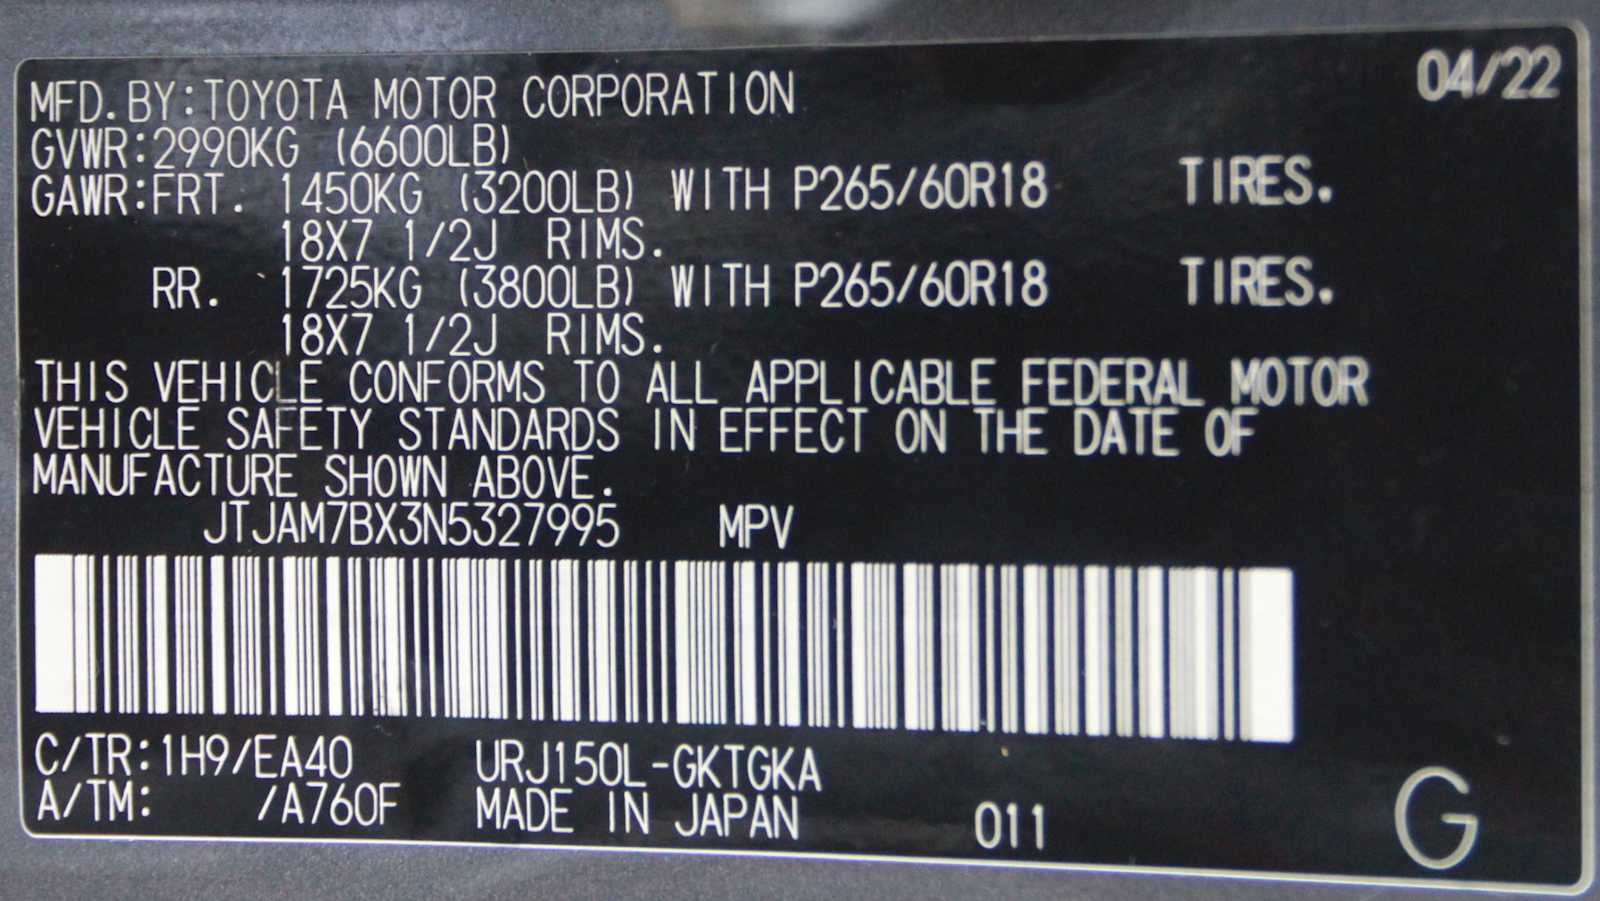 04/22
MFD. BY:TOYOTA MOTOR CORPORATION
GVWR:2990KG (6600LB)
GAWR:FRT. 1450KG (3200LB) WITH P265/60R18 TIRES.
18X7 1/2J RIMS.
RR. 1725KG (3800LB) WITH P265/60R18 TIRES.
18X7 1/2J RIMS.
THIS VEHICLE CONFORMS TO ALL APPLICABLE FEDERAL MOTOR
VEHICLE SAFETY STANDARDS IN EFFECT ON THE DATE OF
MANUFACTURE SHOWN ABOVE.
JTJAM7BX3N5327995 MPV
C/TR:1H9/EA40 URJ150L-GKTGKA
A/TM: /A760F MADE IN JAPAN 011
G